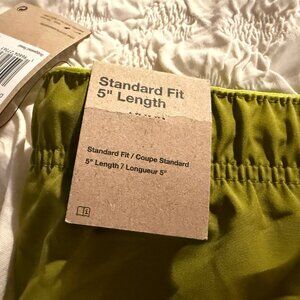 Standard Fit
5" Length
Standard Fit / Coupe Standard
5" Length / Longueur 5"